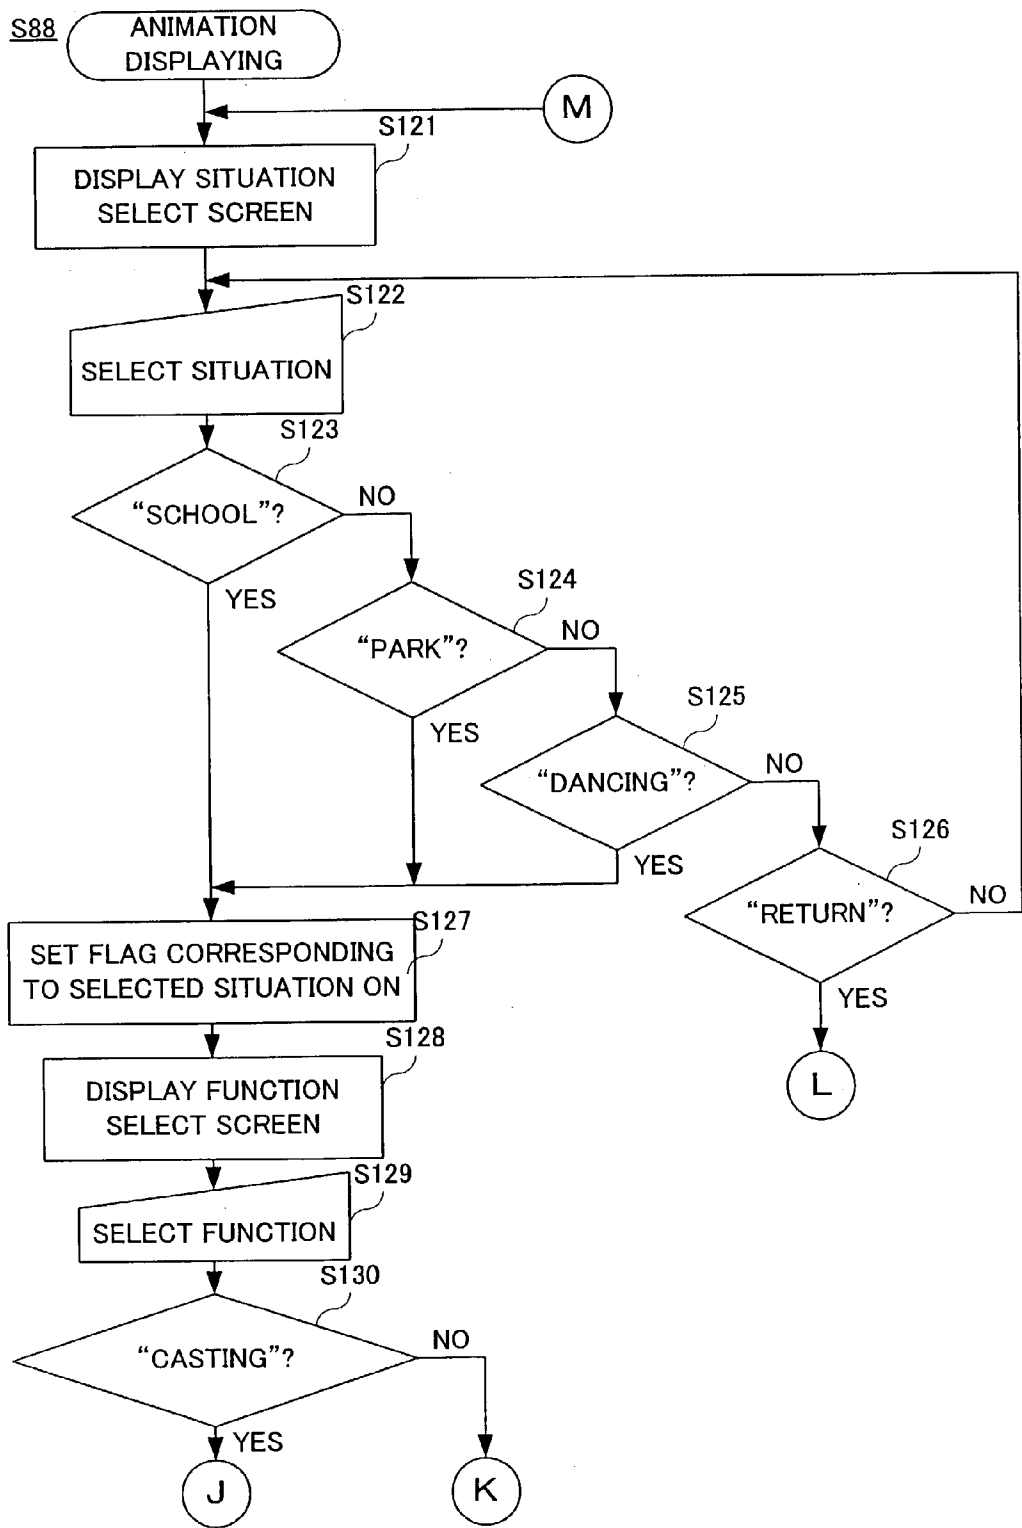 S88
ANIMATION
DISPLAYING
M
S121
DISPLAY SITUATION
SELECT SCREEN
S122
SELECT SITUATION
S123
“SCHOOL”?
NO
YES
S124
“PARK”?
NO
YES
S125
“DANCING”?
NO
YES
S126
“RETURN”?
NO
YES
L
S127
SET FLAG CORRESPONDING
TO SELECTED SITUATION ON
S128
DISPLAY FUNCTION
SELECT SCREEN
S129
SELECT FUNCTION
S130
“CASTING”?
NO
YES
J
K